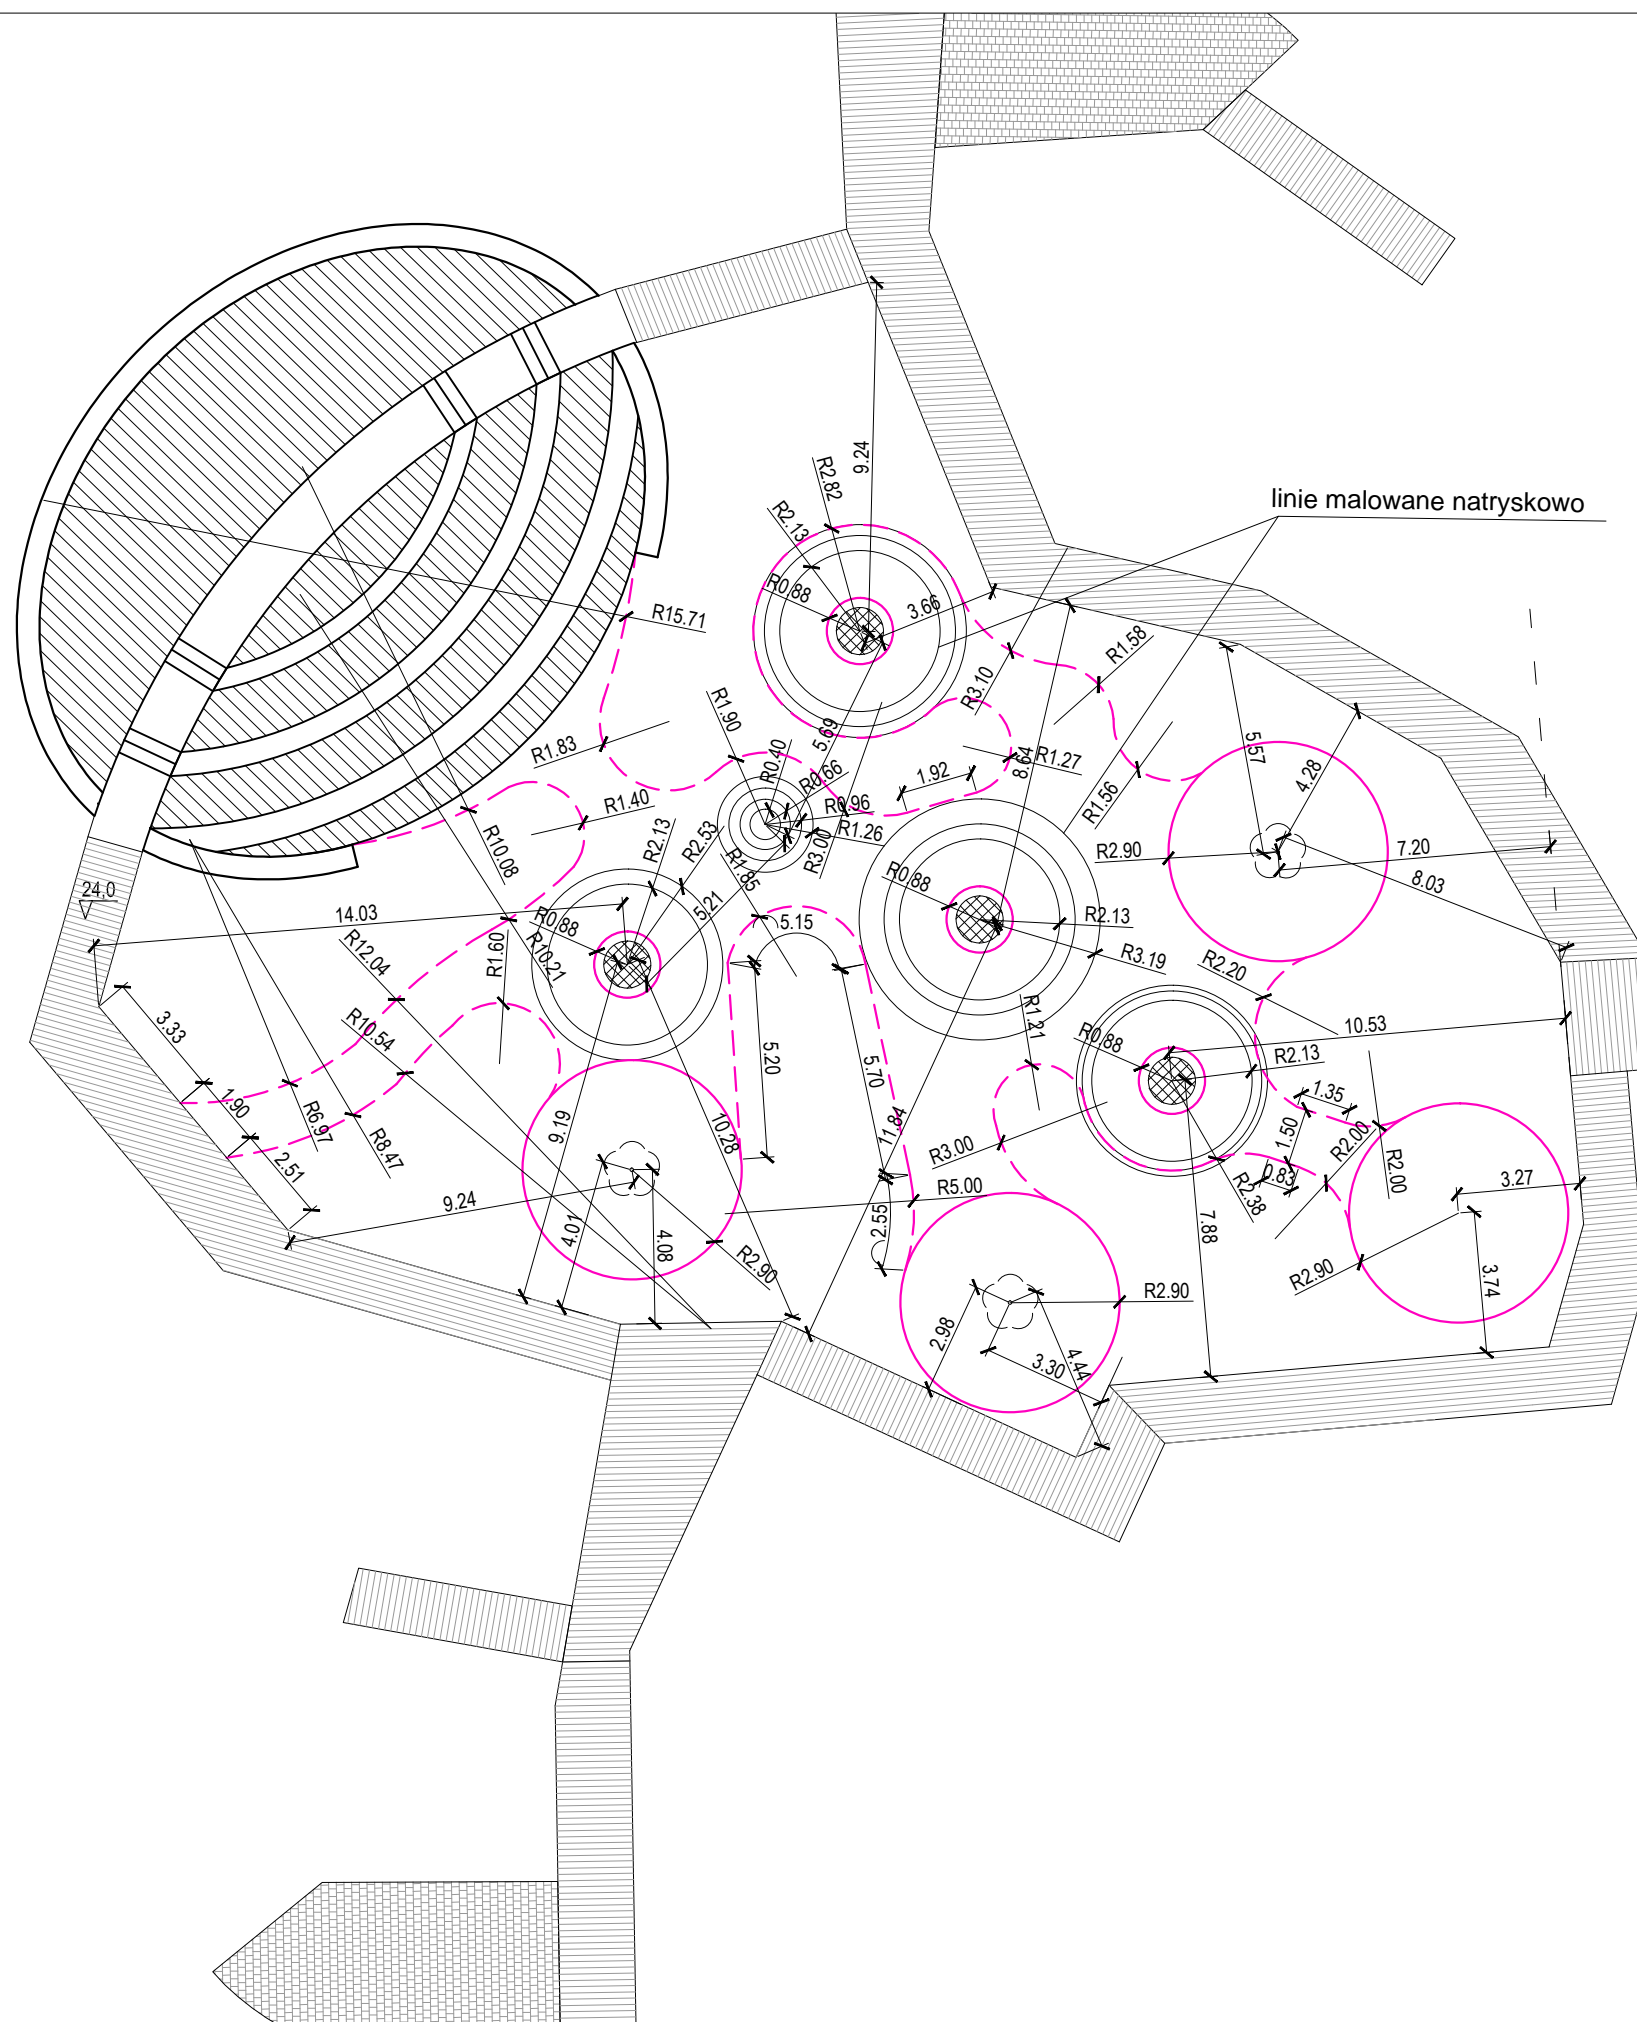 9.24
R2.82
R2.13
R0.88
3.66
linie malowane natryskowo
R15.71
R1.58
R3.10
R1.90
5.69
R0.40
R0.66
R1.83
8.64
R1.27
1.92
5.57
4.28
R1.56
R1.40
R0.96
R1.26
R3.00
R2.13
R2.53
R10.08
R2.90
7.20
8.03
R1.85
R0.88
24,0
14.03
5.21
5.15
R0.88
R2.13
R12.04
R1.60
R10.21
R3.19
R2.20
3.33
R10.54
R1.21
10.53
5.20
5.70
R0.88
R2.13
1.35
1.90
R6.97
R8.47
9.19
10.28
11.84
R3.00
1.50
R2.00
R2.00
2.51
9.24
4.01
4.08
R5.00
0.83
R2.38
3.27
2.55
7.88
R2.90
R2.90
R2.90
3.74
2.98
3.30
4.44